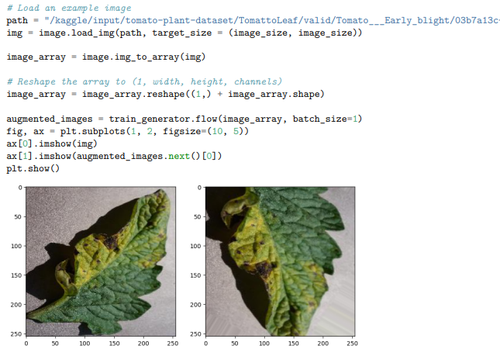 # Load an example image
path = "/kaggle/input/tomato-plant-dataset/TomattoLeaf/valid/Tomato___Early_blight/03b7a13c
img = image.load_img(path, target_size = (image_size, image_size))
image_array = image.img_to_array(img)
# Reshape the array to (1, width, height, channels)
image_array = image_array.reshape((1,) + image_array.shape)
augmented_images = train_generator.flow(image_array, batch_size=1)
fig, ax = plt.subplots(1, 2, figsize=(10, 5))
ax[0].imshow(img)
ax[1].imshow(augmented_images.next()[0])
plt.show()
0 0
50 50
100 100
150 150
200 200
250 250
0 50 100 150 200 250 0 50 100 150 200 250